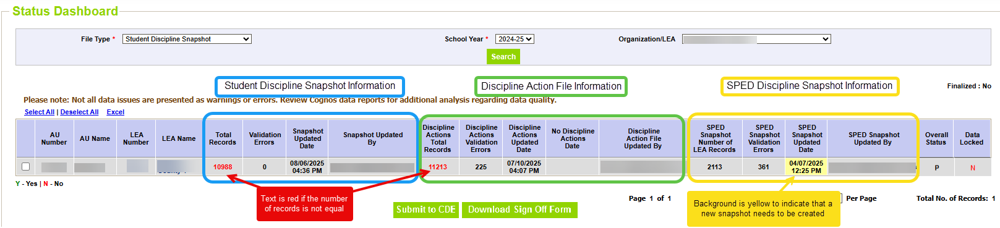 Status Dashboard
File Type * Student Discipline Snapshot School Year * 2024-25 Organization/LEA
Search
Student Discipline Snapshot Information Discipline Action File Information SPED Discipline Snapshot Information Finalized : No
Please note: Not all data issues are presented as warnings or errors. Review Cognos data reports for additional analysis regarding data quality.
Select All | Deselect All Excel
AU Number AU Name LEA Number LEA Name Total Records Validation Errors Snapshot Updated Date Snapshot Updated By Discipline Actions Total Records Discipline Actions Validation Errors Discipline Actions Updated Date No Discipline Actions Date Discipline Action File Updated By SPED Snapshot Number of LEA Records SPED Snapshot Validation Errors SPED Snapshot Updated Date SPED Snapshot Updated By Overall Status Data Locked
10988 0 08/06/2025 04:36 PM 11213 225 07/10/2025 04:07 PM 2113 361 04/07/2025 12:25 PM P N
Y - Yes | N - No
Text is red if the number
of records is not equal
Page 1 of 1 Per Page Total No. of Records: 1
Submit to CDE Download Sign Off Form
Background is yellow to indicate that a
new snapshot needs to be created